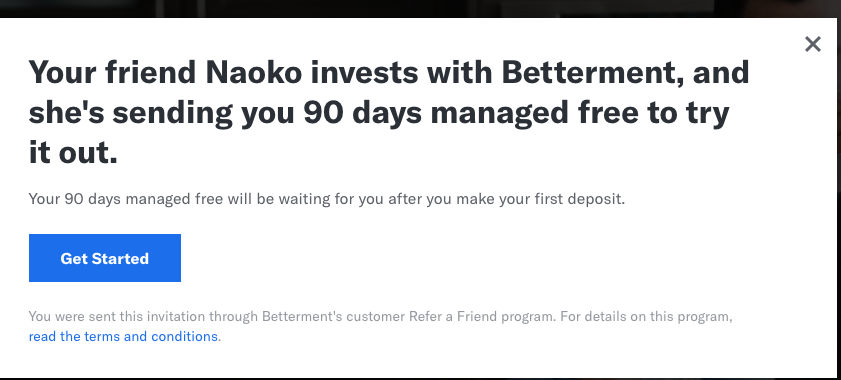 Your friend Naoko invests with Betterment, and
she's sending you 90 days managed free to try
it out.
Your 90 days managed free will be waiting for you after you make your first deposit.
Get Started
You were sent this invitation through Betterment's customer Refer a Friend program. For details on this program,
read the terms and conditions.